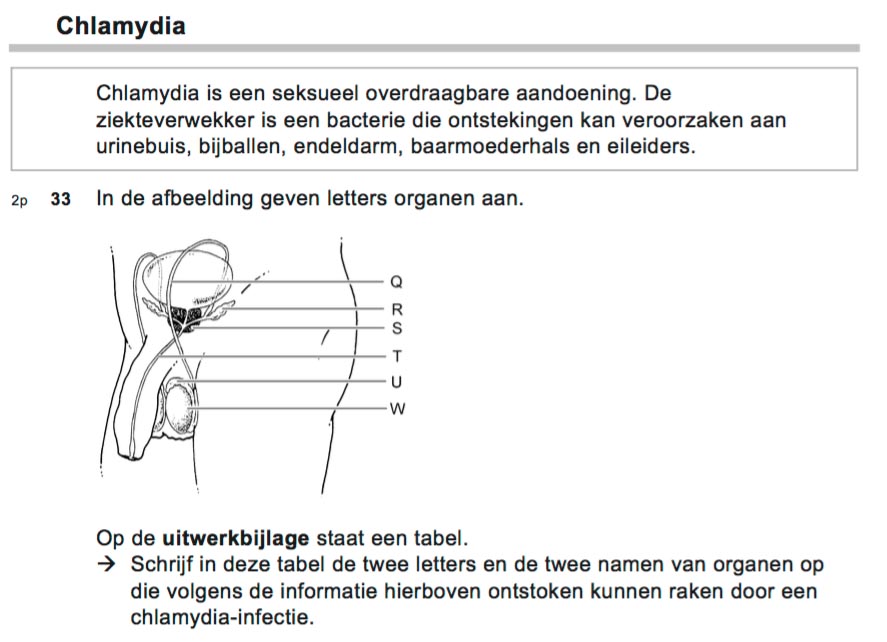 Chlamydia
Chlamydia is een seksueel overdraagbare aandoening. De
ziekteverwekker is een bacterie die ontstekingen kan veroorzaken aan
urinebuis, bijballen, endeldarm, baarmoederhals en eileiders.
2p 33 In de afbeelding geven letters organen aan.
Q
R
S
T
U
W
Op de uitwerkbijlage staat een tabel.
→ Schrijf in deze tabel de twee letters en de twee namen van organen op
die volgens de informatie hierboven ontstoken kunnen raken door een
chlamydia-infectie.